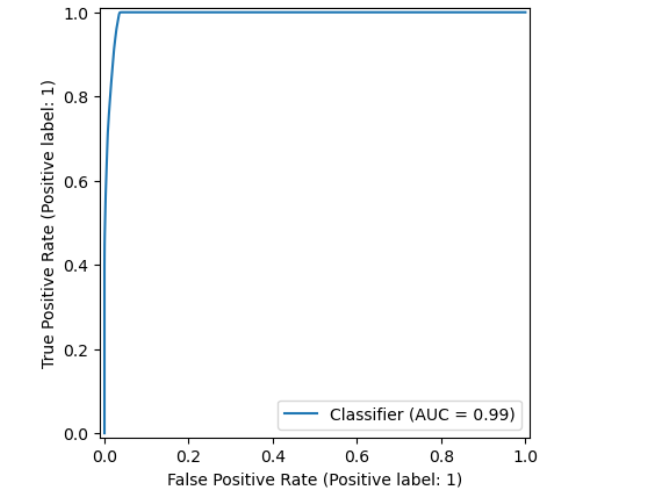 1.0
0.8
0.6
0.4
0.2
0.0
True Positive Rate (Positive label: 1)
Classifier (AUC = 0.99)
0.0 0.2 0.4 0.6 0.8 1.0
False Positive Rate (Positive label: 1)